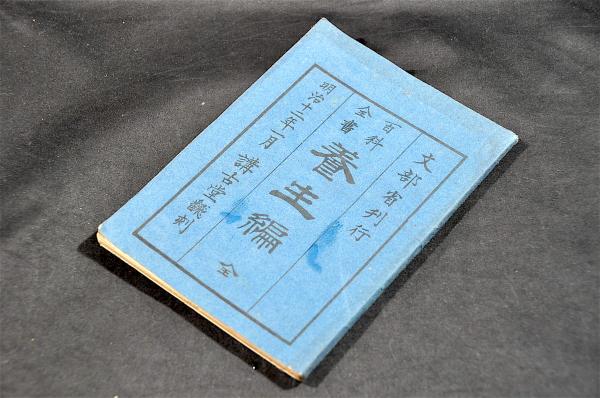 文部省刊行
百科
全書
養生編
全
明治十二年一月 講古堂飜刻